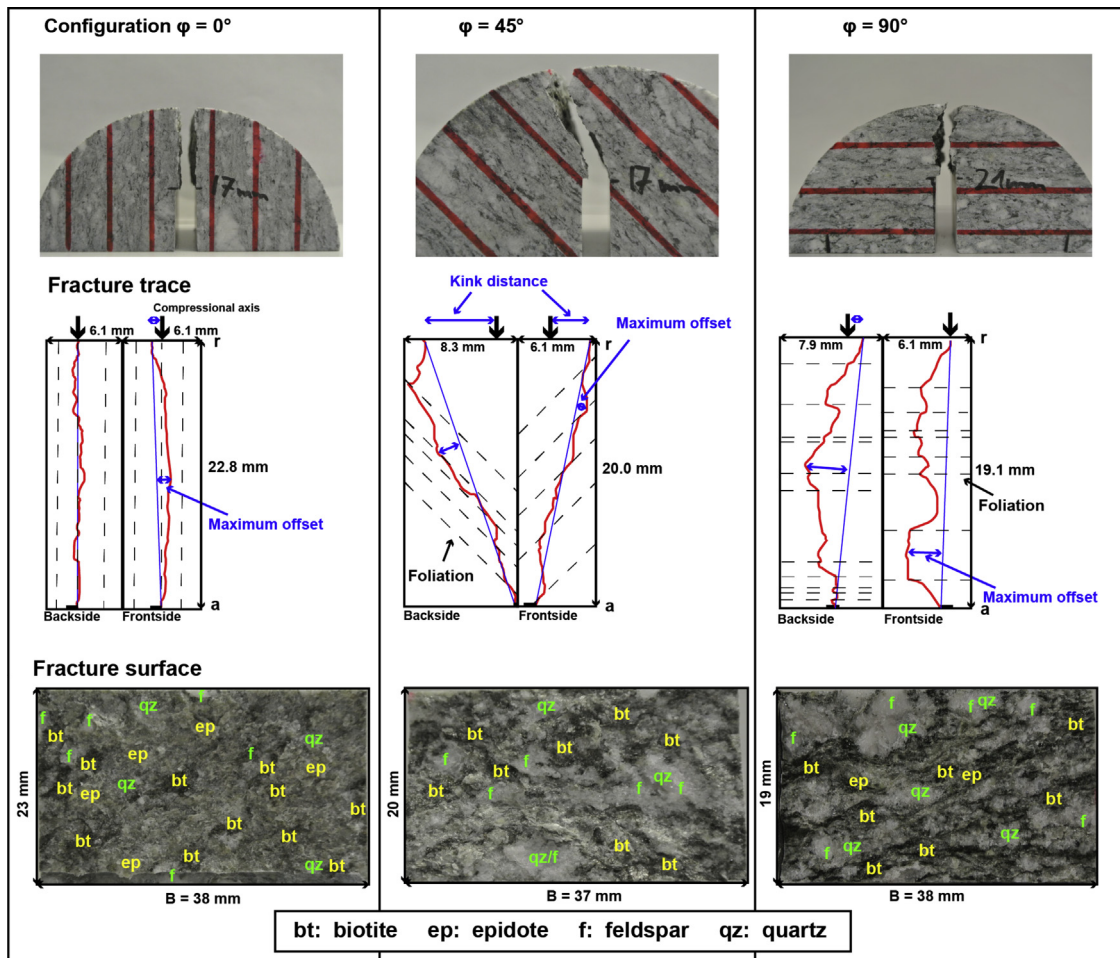 Configuration φ = 0°
φ = 45°
φ = 90°
17mm
17mm
21mm
Fracture trace
Compressional axis
6.1 mm
6.1 mm
r
22.8 mm
Maximum offset
a
Backside
Frontside
Kink distance
Maximum offset
8.3 mm
6.1 mm
r
20.0 mm
Foliation
a
Backside
Frontside
7.9 mm
6.1 mm
r
19.1 mm
Foliation
Maximum offset
a
Backside
Frontside
Fracture surface
23 mm
f
qz
f
f
ep
bt
qz
f
ep
f
bt
bt
ep
bt
qz
bt
ep
bt
bt
bt
bt
bt
ep
bt
f
qz
bt
B = 38 mm
20 mm
qz
bt
bt
bt
f
f
bt
bt
qz
bt
f
f
f
bt
qz/f
bt
B = 37 mm
19 mm
f
qz
f
f
qz
bt
f
bt
bt
ep
ep
qz
bt
bt
f
qz
qz
bt
f
bt
B = 38 mm
bt: biotite ep: epidote f: feldspar qz: quartz